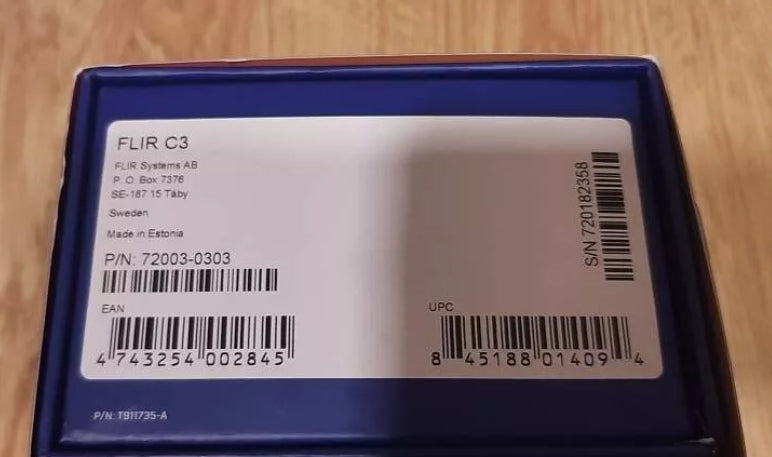 FLIR C3
FLIR Systems AB
P. O. Box 7376
SE-187 15 Täby
Sweden
Made in Estonia
P/N: 72003-0303
EAN
4 743254 002845
UPC
8 45188 01409 4
S/N 720182358
P/N: T911735-A